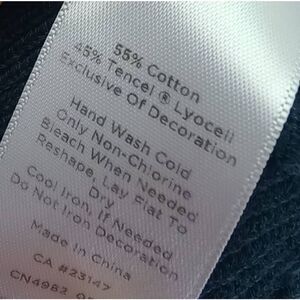 55% Cotton
45% Tencel ® Lyocell
Exclusive Of Decoration
Hand Wash Cold
Only Non-Chlorine
Bleach When Needed
Reshape, Lay Flat To
Dry
Cool Iron, If Needed
Do Not Iron Decoration
Made In China
CA #23147
CN4982